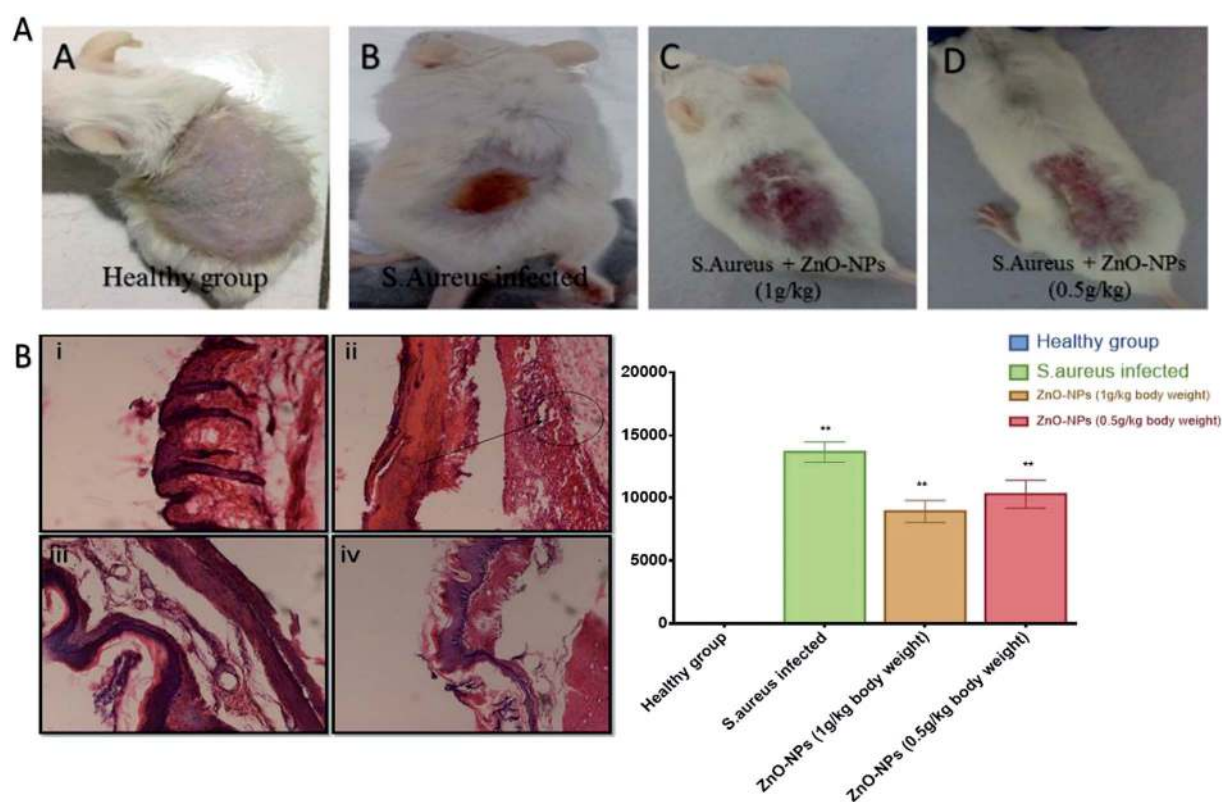 A
A
Healthy group
B
S.Aureus infected
C
S.Aureus + ZnO-NPs
(1g/kg)
D
S.Aureus + ZnO-NPs
(0.5g/kg)
B
i
ii
iii
iv
Healthy group
S.aureus infected
ZnO-NPs (1g/kg body weight)
ZnO-NPs (0.5g/kg body weight)
20000
15000
10000
5000
0
**
**
**
Healthy group
S.aureus infected
ZnO-NPs (1g/kg body weight)
ZnO-NPs (0.5g/kg body weight)